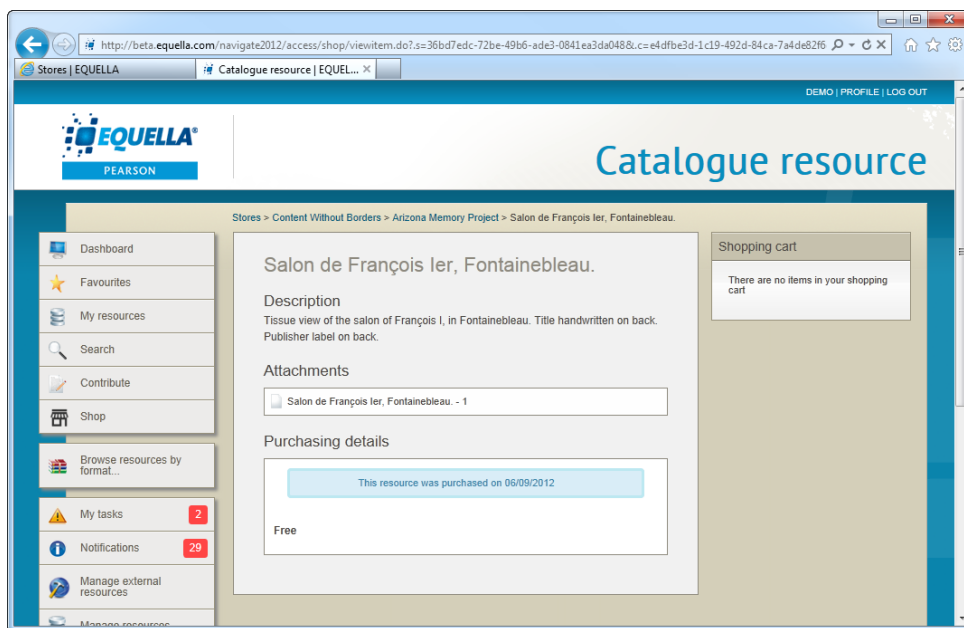 http://beta.equella.com/navigate2012/access/shop/viewitem.do?.s=36bd7edc-72be-49b6-ade3-0841ea3da048&.c=e4dfbe3d-1c19-492d-84ca-7a4de82f6
Stores | EQUELLA
Catalogue resource | EQUEL...
DEMO | PROFILE | LOG OUT
EQUELLA®
PEARSON
Catalogue resource
Stores > Content Without Borders > Arizona Memory Project > Salon de François Ier, Fontainebleau.
Dashboard
Favourites
My resources
Search
Contribute
Shop
Browse resources by
format...
My tasks
2
Notifications
29
Manage external
resources
Manage resources
Salon de François Ier, Fontainebleau.
Description
Tissue view of the salon of François I, in Fontainebleau. Title handwritten on back.
Publisher label on back.
Attachments
Salon de François Ier, Fontainebleau. - 1
Purchasing details
This resource was purchased on 06/09/2012
Free
Shopping cart
There are no items in your shopping
cart